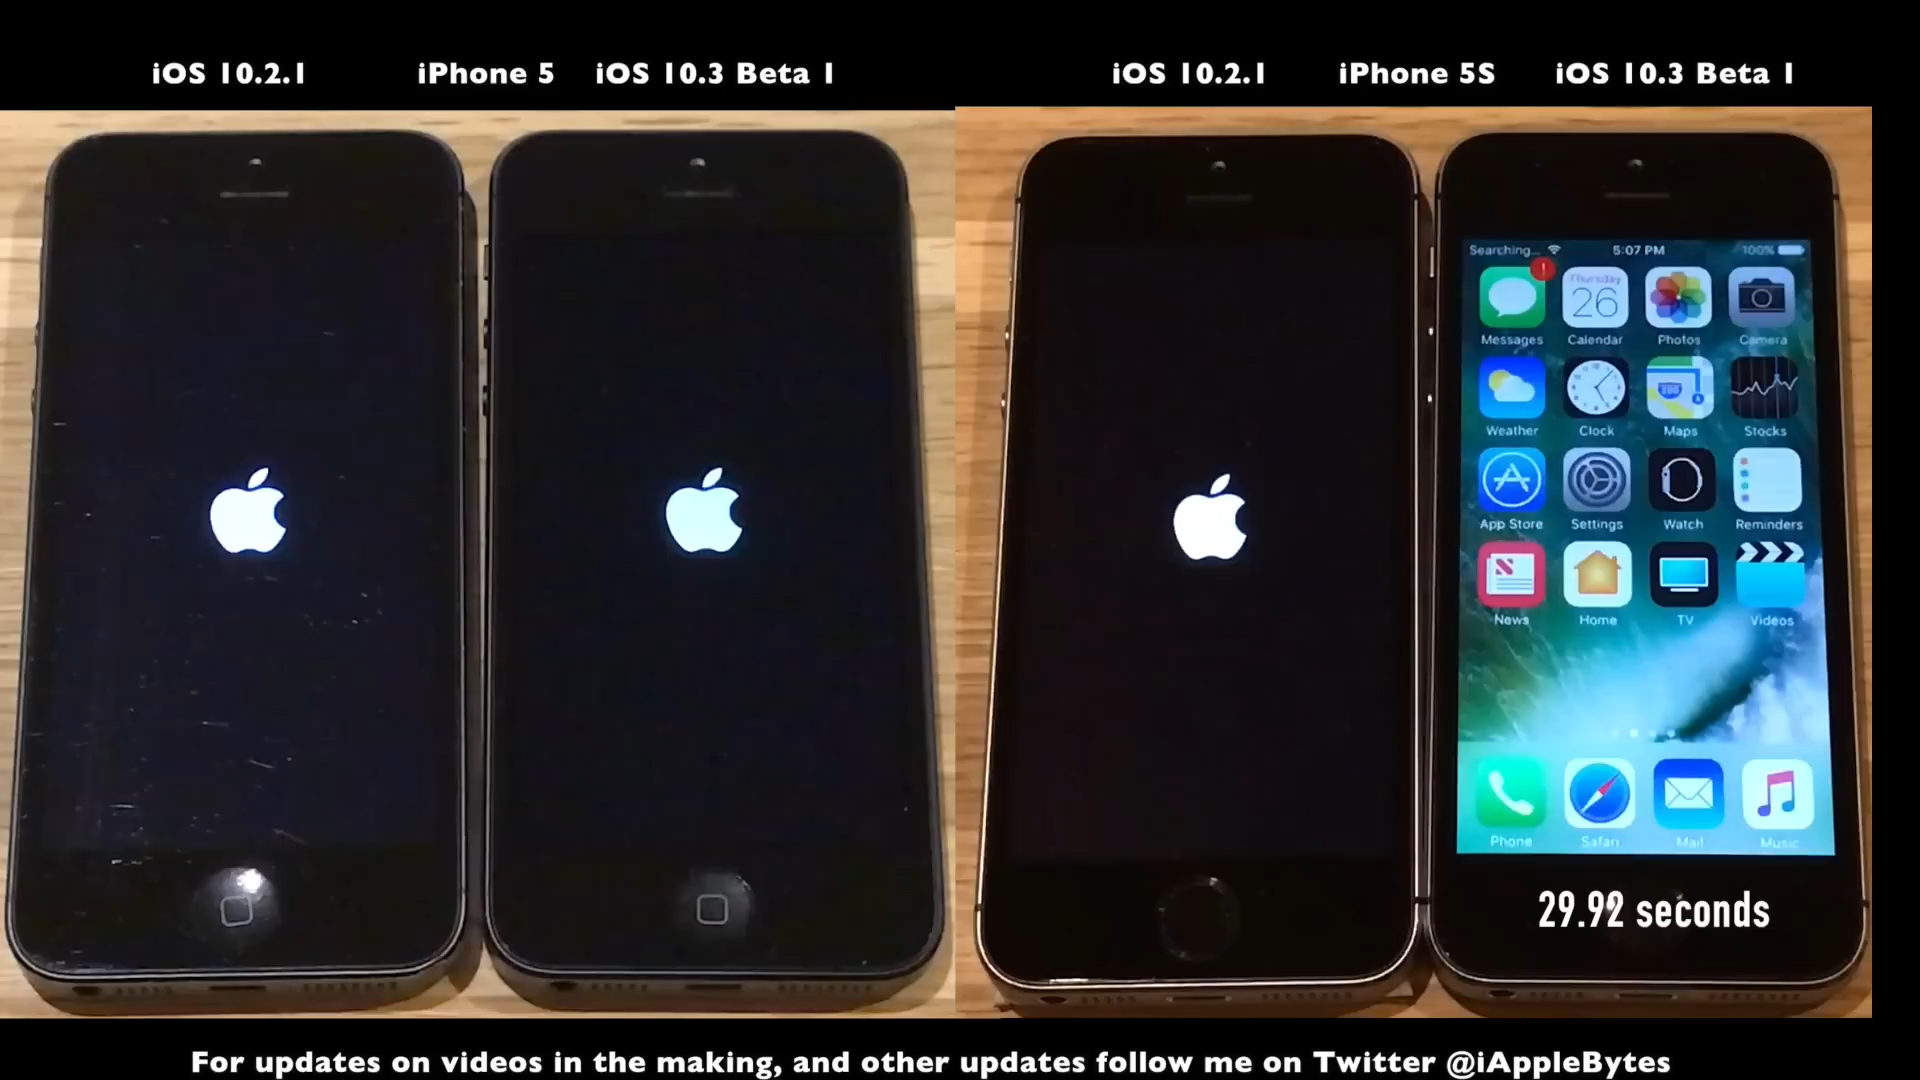 iOS 10.2.1 iPhone 5 iOS 10.3 Beta 1 iOS 10.2.1 iPhone 5S iOS 10.3 Beta 1
Searching... 5:07 PM 100%
Thursday
26
Messages Calendar Photos Camera
Weather Clock Maps Stocks
App Store Settings Watch Reminders
News Home TV Videos
Phone Safari Mail Music
29.92 seconds
For updates on videos in the making, and other updates follow me on Twitter @iAppleBytes